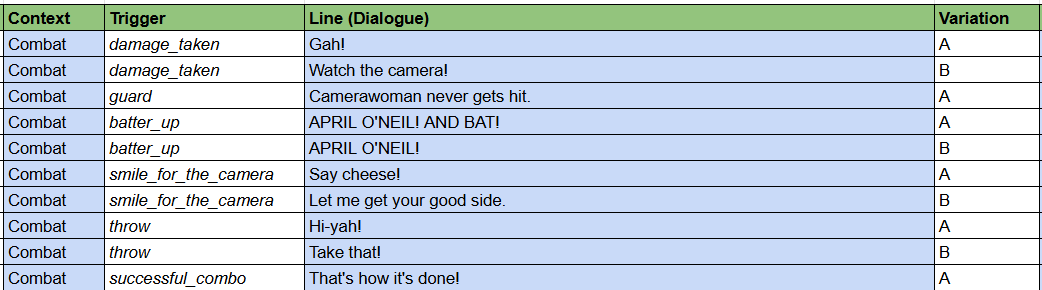 Context Trigger Line (Dialogue) Variation
Combat damage_taken Gah! A
Combat damage_taken Watch the camera! B
Combat guard Camerawoman never gets hit. A
Combat batter_up APRIL O'NEIL! AND BAT! A
Combat batter_up APRIL O'NEIL! B
Combat smile_for_the_camera Say cheese! A
Combat smile_for_the_camera Let me get your good side. B
Combat throw Hi-yah! A
Combat throw Take that! B
Combat successful_combo That's how it's done! A